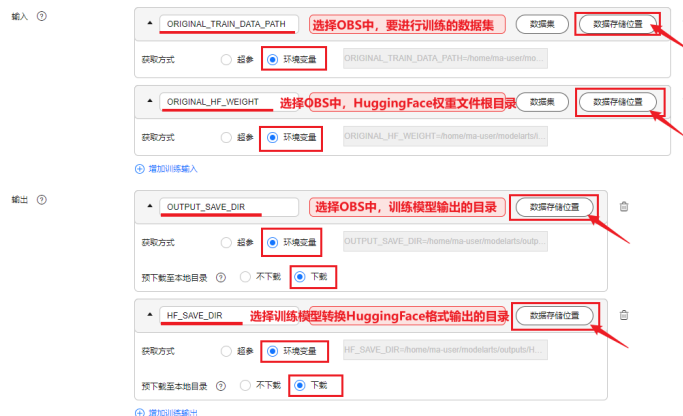 输入 ?
ORIGINAL_TRAIN_DATA_PATH 选择OBS中，要进行训练的数据集 数据集 数据存储位置
获取方式 超参 环境变量 ORIGINAL_TRAIN_DATA_PATH=/home/ma-user/mo...
ORIGINAL_HF_WEIGHT 选择OBS中，HuggingFace权重文件根目录 数据集 数据存储位置
获取方式 超参 环境变量 ORIGINAL_HF_WEIGHT=/home/ma-user/modelarts/i...
增加训练输入
输出 ?
OUTPUT_SAVE_DIR 选择OBS中，训练模型输出的目录 数据存储位置
获取方式 超参 环境变量 OUTPUT_SAVE_DIR=/home/ma-user/modelarts/outp...
预下载至本地目录 ? 不下载 下载
HF_SAVE_DIR 选择训练模型转换HuggingFace格式输出的目录 数据存储位置
获取方式 超参 环境变量 HF_SAVE_DIR=/home/ma-user/modelarts/outputs/H...
预下载至本地目录 ? 不下载 下载
增加训练输出